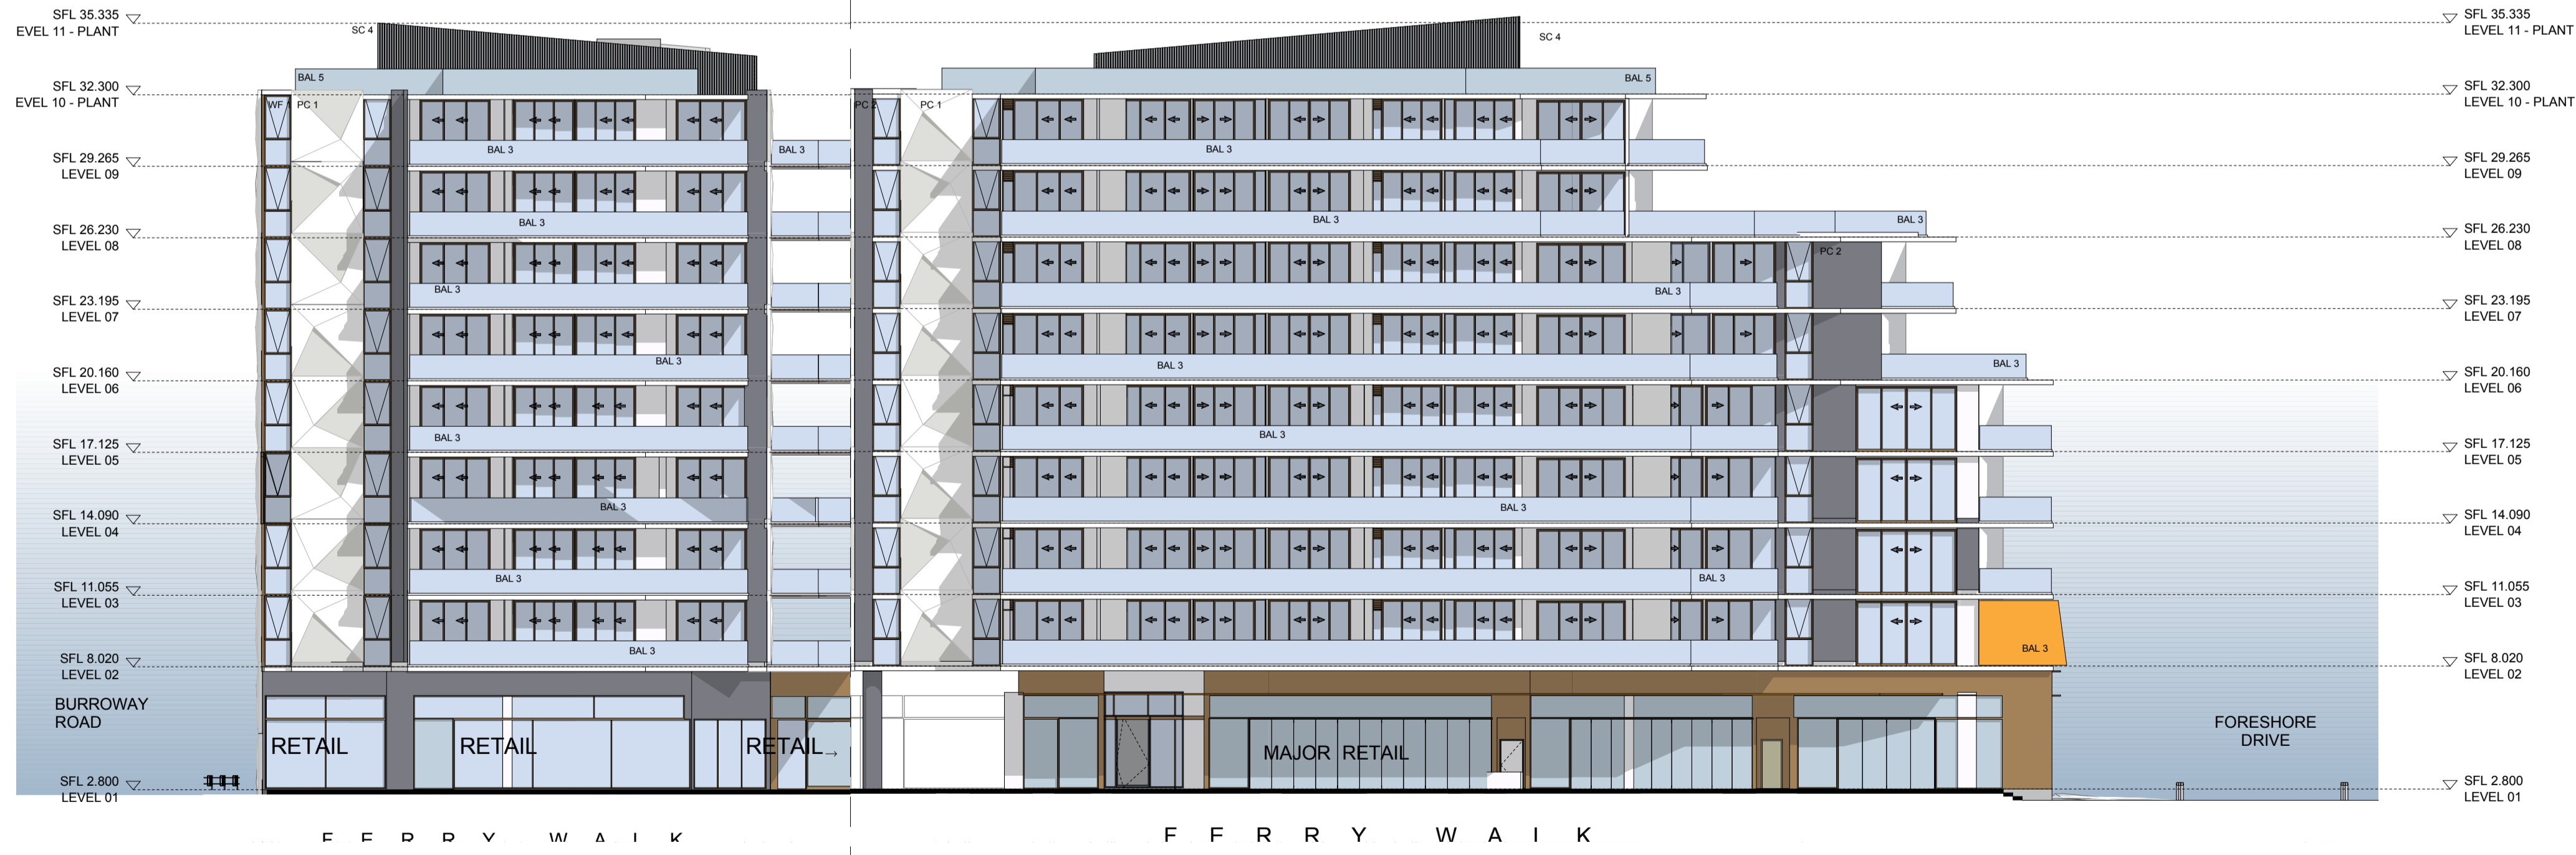 SFL 35.335
EVEL 11 - PLANT
SC 4
SC 4
SFL 35.335
LEVEL 11 - PLANT
BAL 5
BAL 5
SFL 32.300
EVEL 10 - PLANT
WF 1
PC 1
PC 2
PC 1
SFL 32.300
LEVEL 10 - PLANT
BAL 3
BAL 3
BAL 3
SFL 29.265
LEVEL 09
SFL 29.265
LEVEL 09
BAL 3
BAL 3
BAL 3
SFL 26.230
LEVEL 08
SFL 26.230
LEVEL 08
PC 2
BAL 3
BAL 3
SFL 23.195
LEVEL 07
SFL 23.195
LEVEL 07
BAL 3
BAL 3
BAL 3
SFL 20.160
LEVEL 06
SFL 20.160
LEVEL 06
BAL 3
BAL 3
SFL 17.125
LEVEL 05
SFL 17.125
LEVEL 05
BAL 3
BAL 3
SFL 14.090
LEVEL 04
SFL 14.090
LEVEL 04
BAL 3
BAL 3
SFL 11.055
LEVEL 03
SFL 11.055
LEVEL 03
BAL 3
BAL 3
SFL 8.020
LEVEL 02
SFL 8.020
LEVEL 02
BURROWAY
ROAD
RETAIL
RETAIL
RETAIL
MAJOR RETAIL
FORESHORE
DRIVE
SFL 2.800
LEVEL 01
SFL 2.800
LEVEL 01
FERRY WALK
FERRY WALK